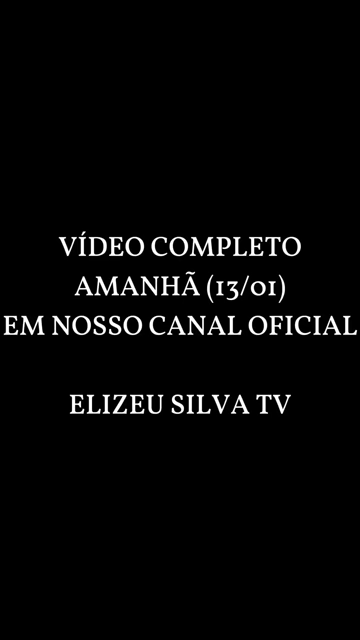 VÍDEO COMPLETO
AMANHÃ (13/01)
EM NOSSO CANAL OFICIAL
ELIZEU SILVA TV